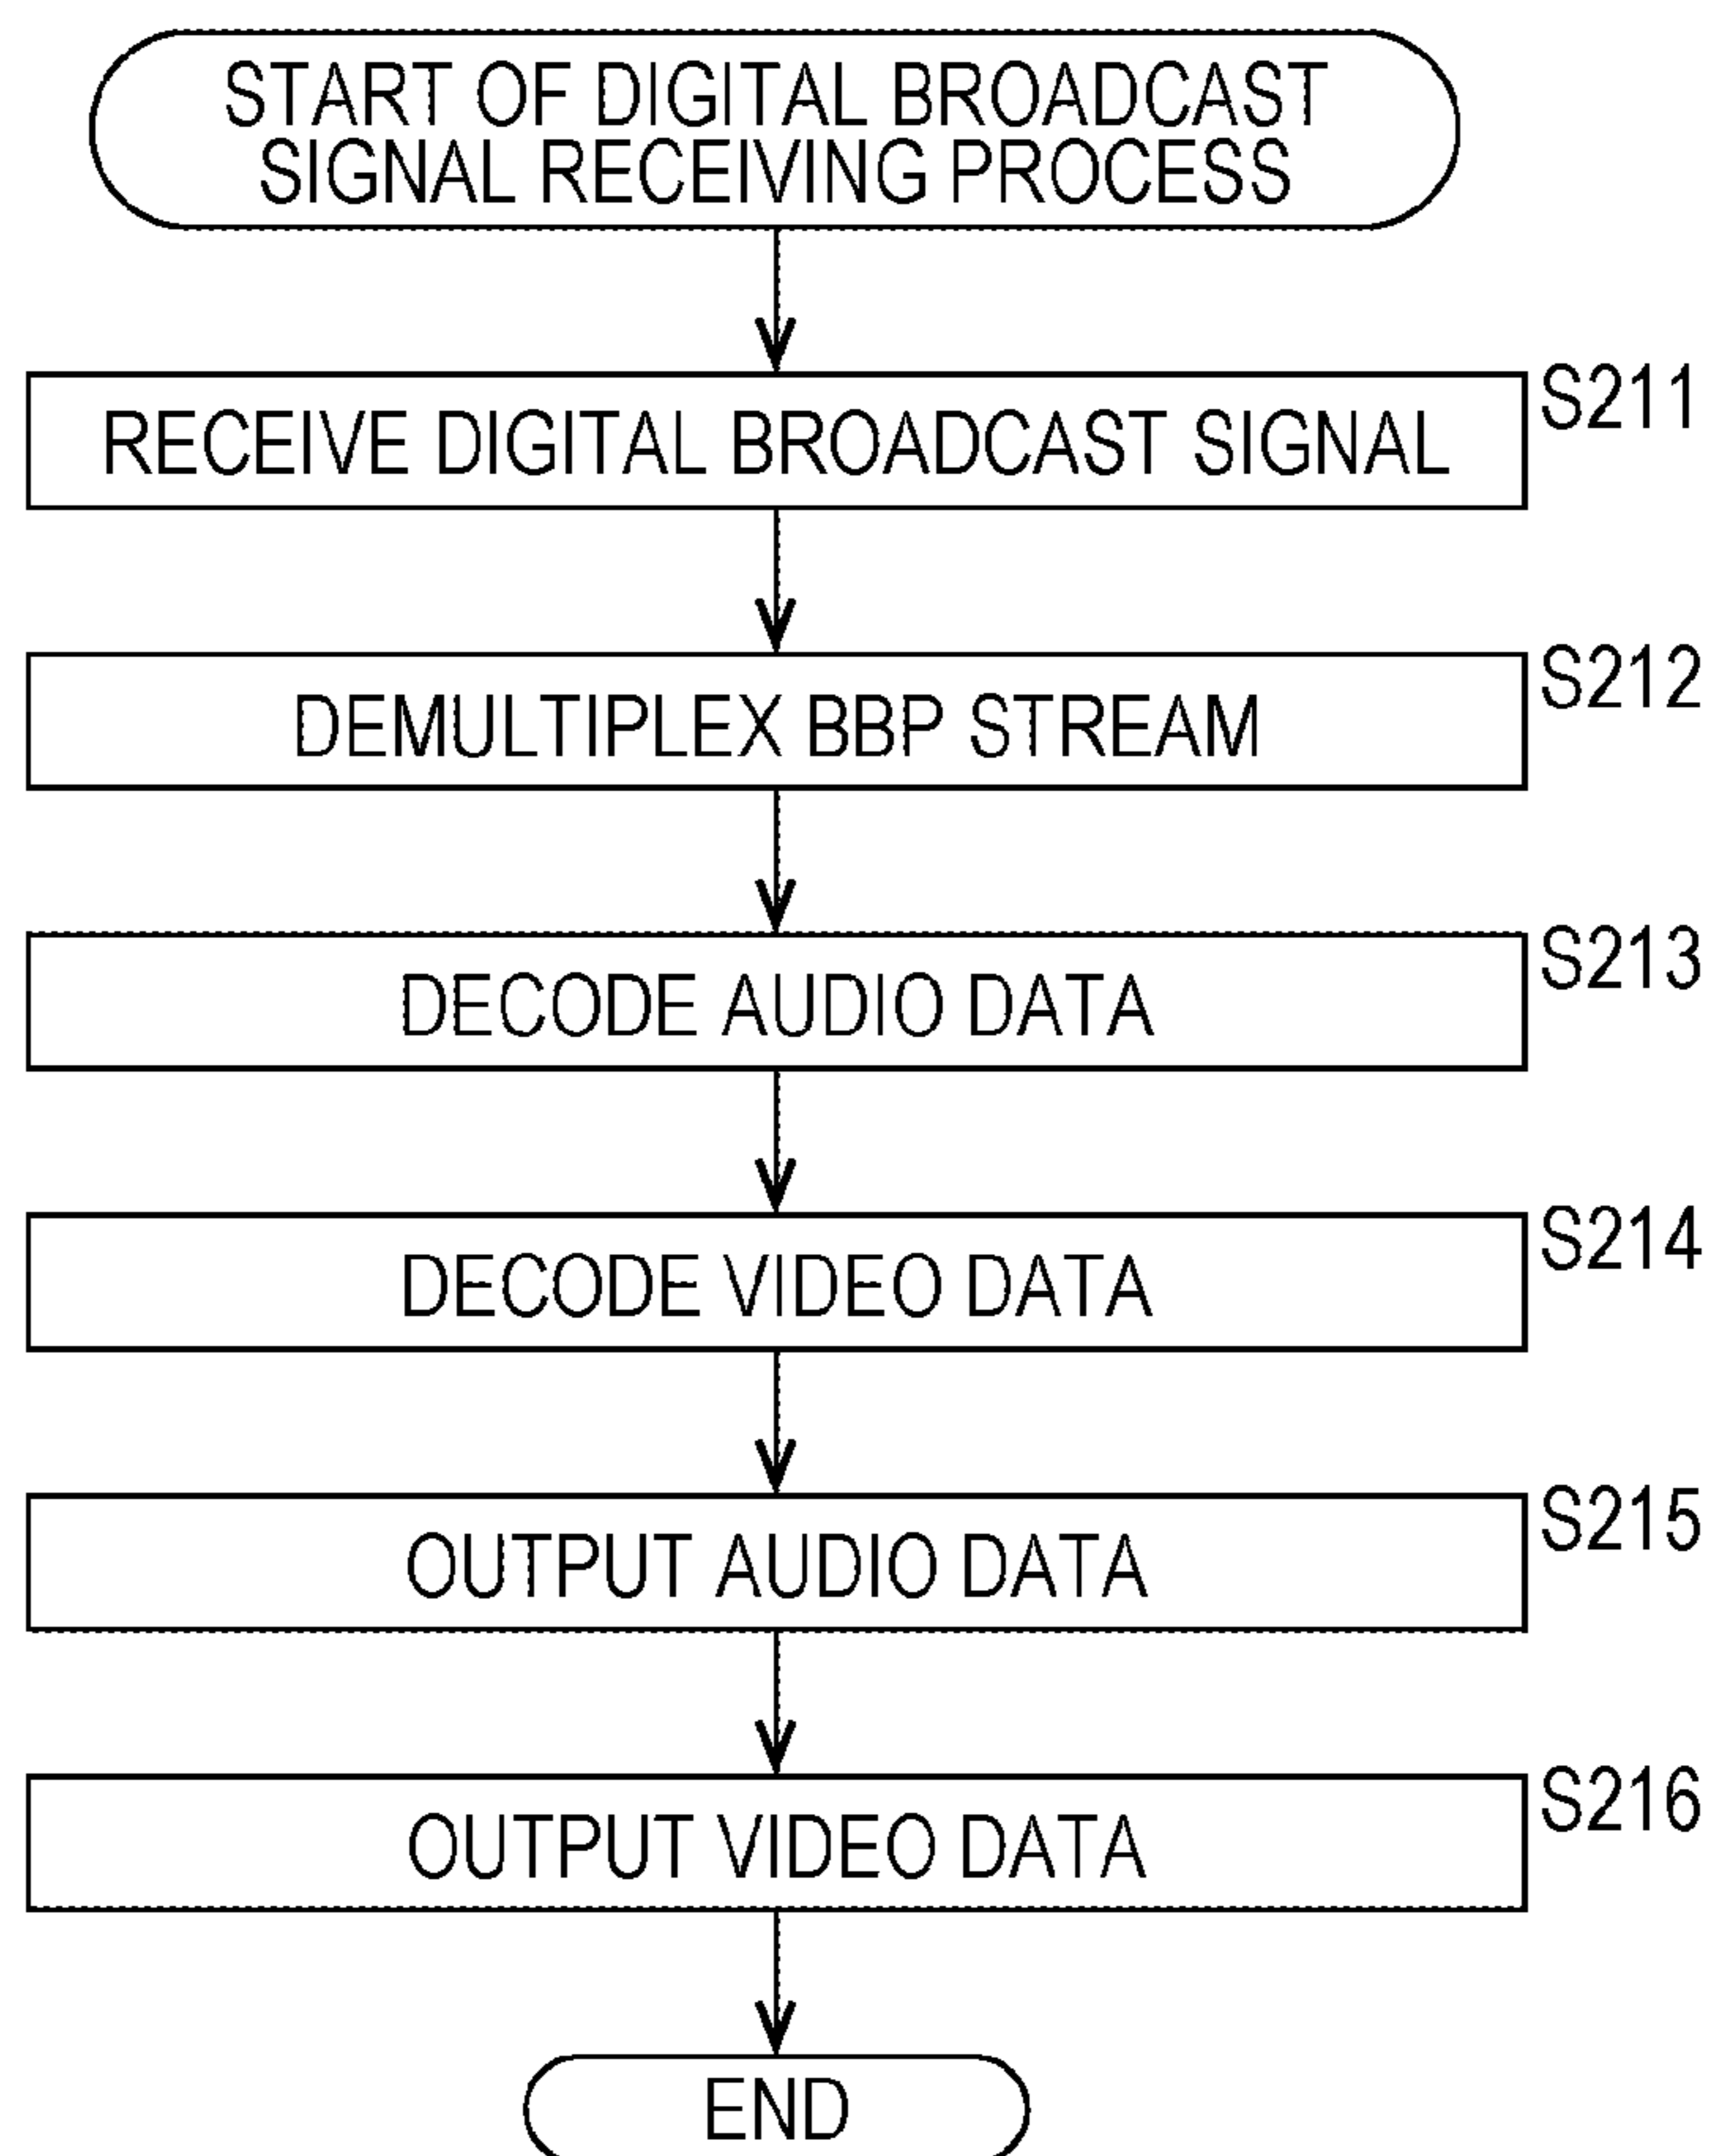 START OF DIGITAL BROADCAST
SIGNAL RECEIVING PROCESS
RECEIVE DIGITAL BROADCAST SIGNAL
S211
DEMULTIPLEX BBP STREAM
S212
DECODE AUDIO DATA
S213
DECODE VIDEO DATA
S214
OUTPUT AUDIO DATA
S215
OUTPUT VIDEO DATA
S216
END